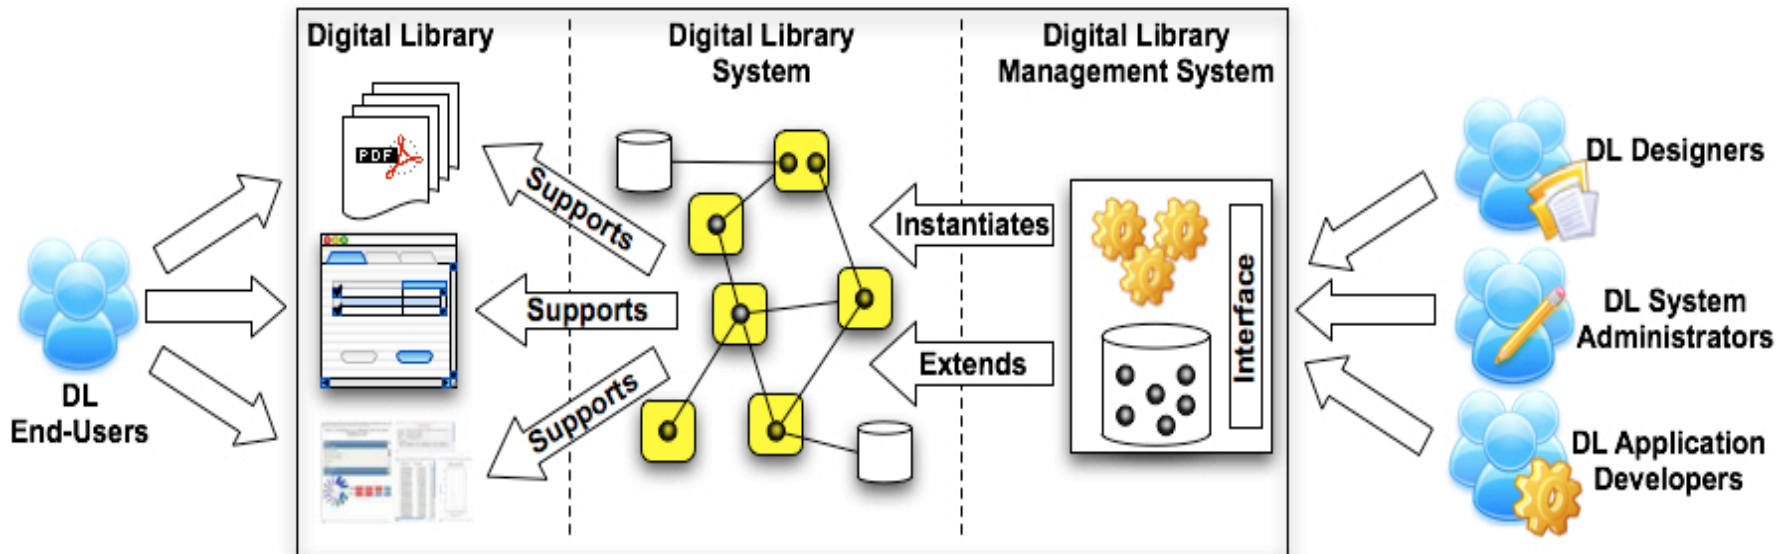 Digital Library
Digital Library
System
Digital Library
Management System
PDF
Supports
Supports
Supports
Instantiates
Extends
Interface
DL
End-Users
DL Designers
DL System
Administrators
DL Application
Developers